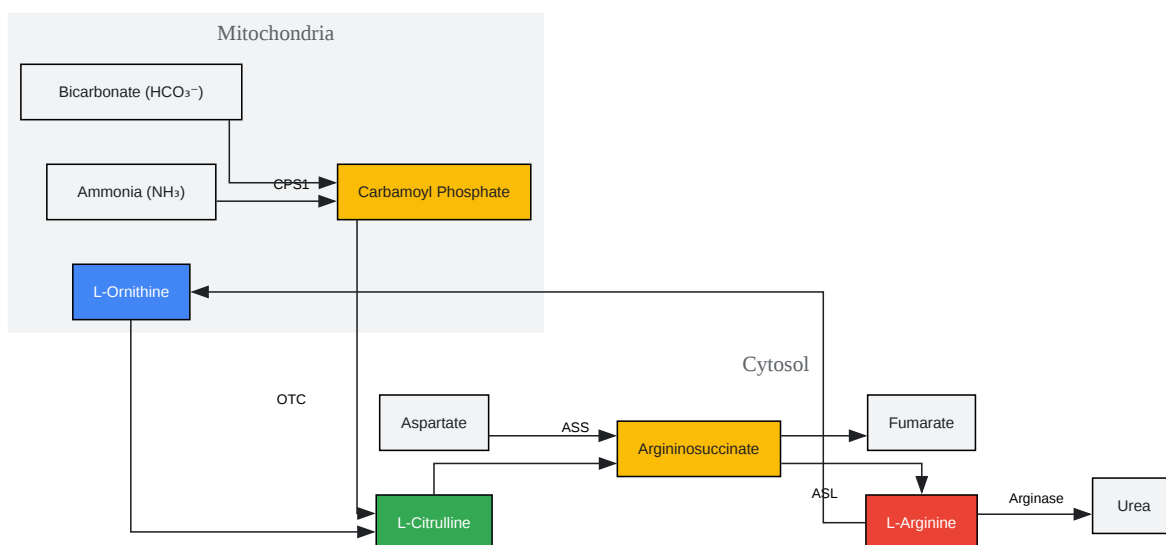 Mitochondria
Bicarbonate (HCO₃⁻)
Ammonia (NH₃)
CPS1
Carbamoyl Phosphate
L-Ornithine
Cytosol
OTC
Aspartate
ASS
Argininosuccinate
Fumarate
L-Citrulline
ASL
L-Arginine
Arginase
Urea